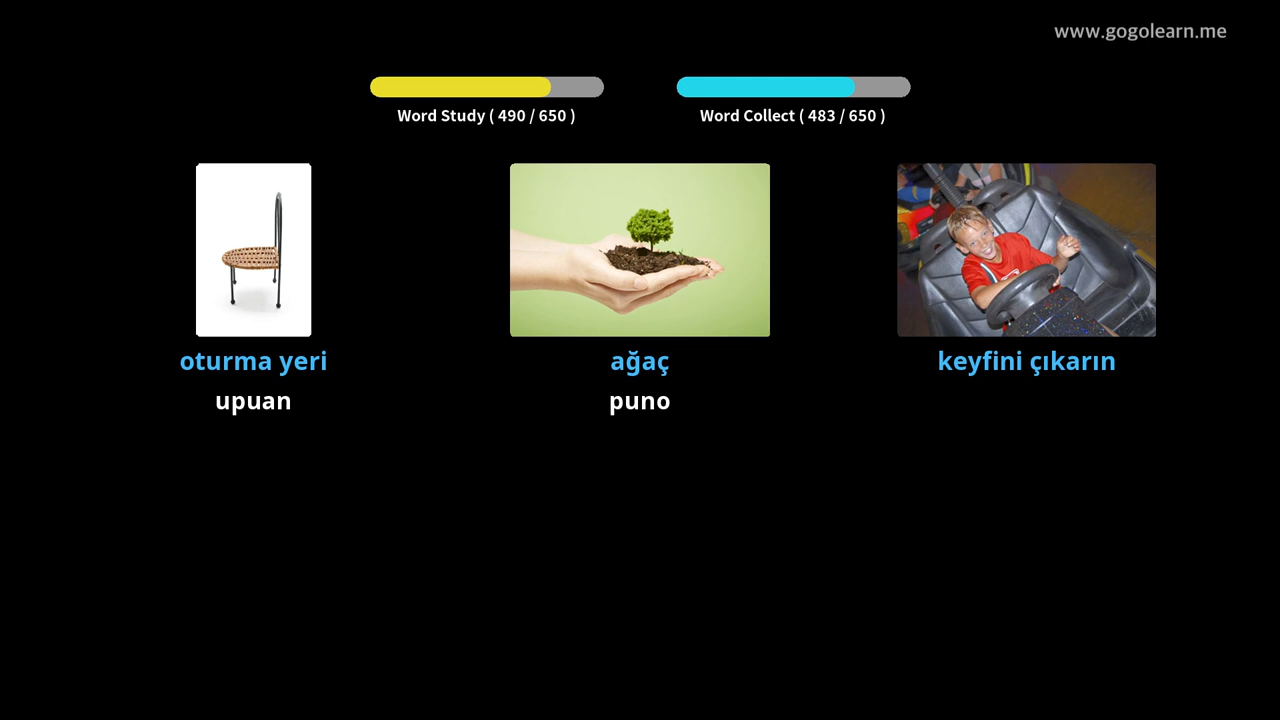 www.gogolearn.me
Word Study ( 490 / 650 )
Word Collect ( 483 / 650 )
oturma yeri
upuan
ağaç
puno
keyfini çıkarın